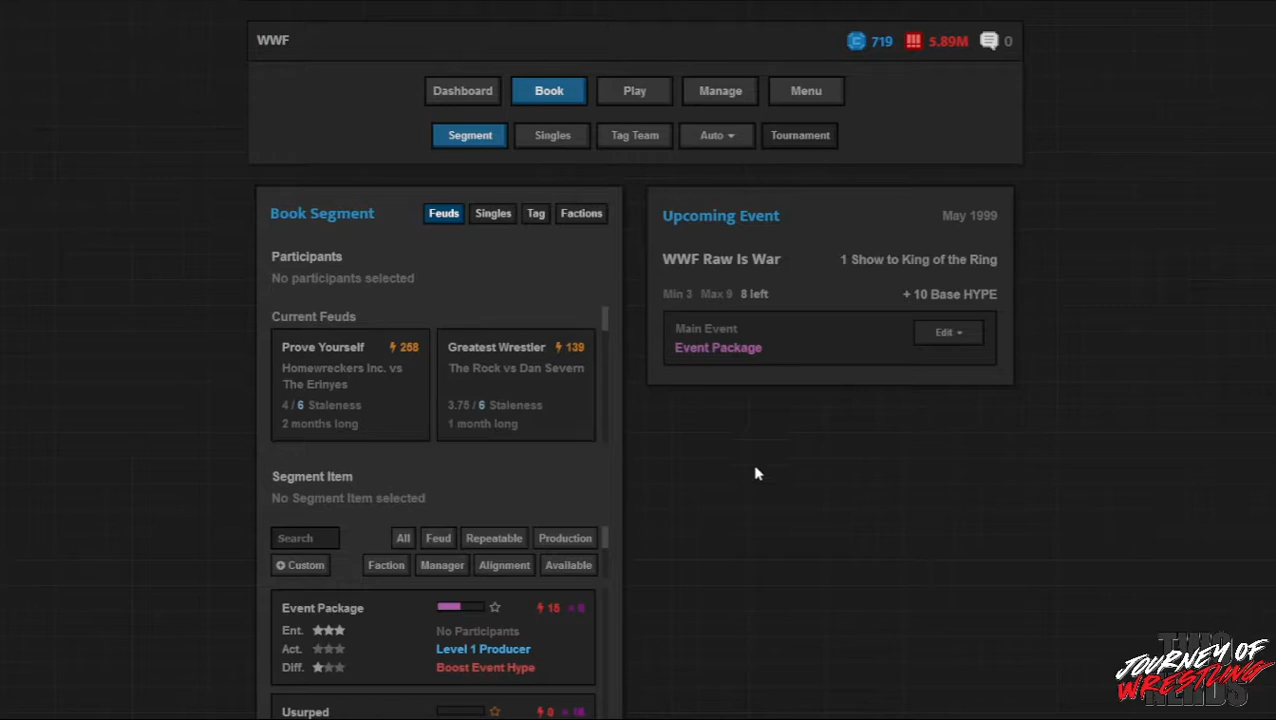 WWF 719 5.89M 0
Dashboard Book Play Manage Menu
Segment Singles Tag Team Auto Tournament
Book Segment Feuds Singles Tag Factions
Participants
No participants selected
Current Feuds
Prove Yourself 258
Homewreckers Inc. vs
The Erinyes
4 / 6 Staleness
2 months long
Greatest Wrestler 139
The Rock vs Dan Severn
3.75 / 6 Staleness
1 month long
Segment Item
No Segment Item selected
Search All Feud Repeatable Production
Custom Faction Manager Alignment Available
Event Package 15
Ent. No Participants
Act. Level 1 Producer
Diff. Boost Event Hype
Usurped 0
Upcoming Event May 1999
WWF Raw Is War 1 Show to King of the Ring
Min 3 Max 9 8 left + 10 Base HYPE
Main Event Edit
Event Package
JOURNEY OF
WRESTLING